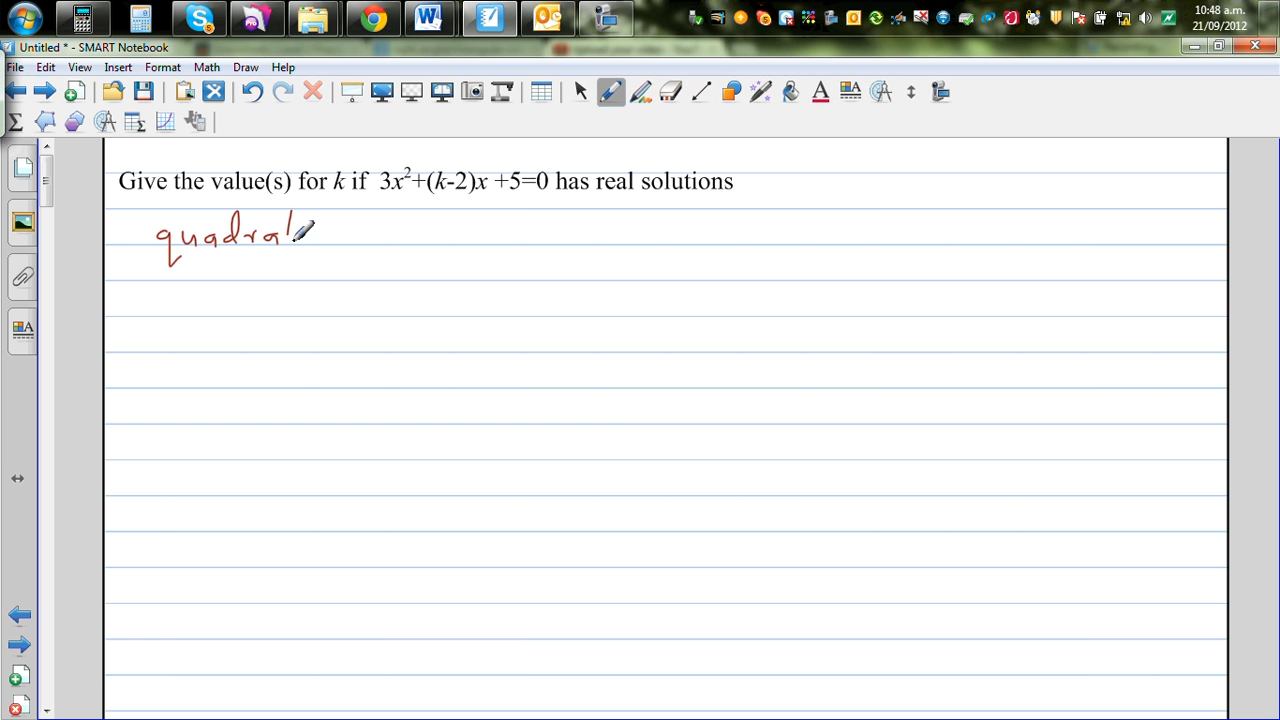 10:48 a.m.
21/09/2012
Untitled * - SMART Notebook
File Edit View Insert Format Math Draw Help
Give the value(s) for k if 3x²+(k-2)x +5=0 has real solutions
quadrat